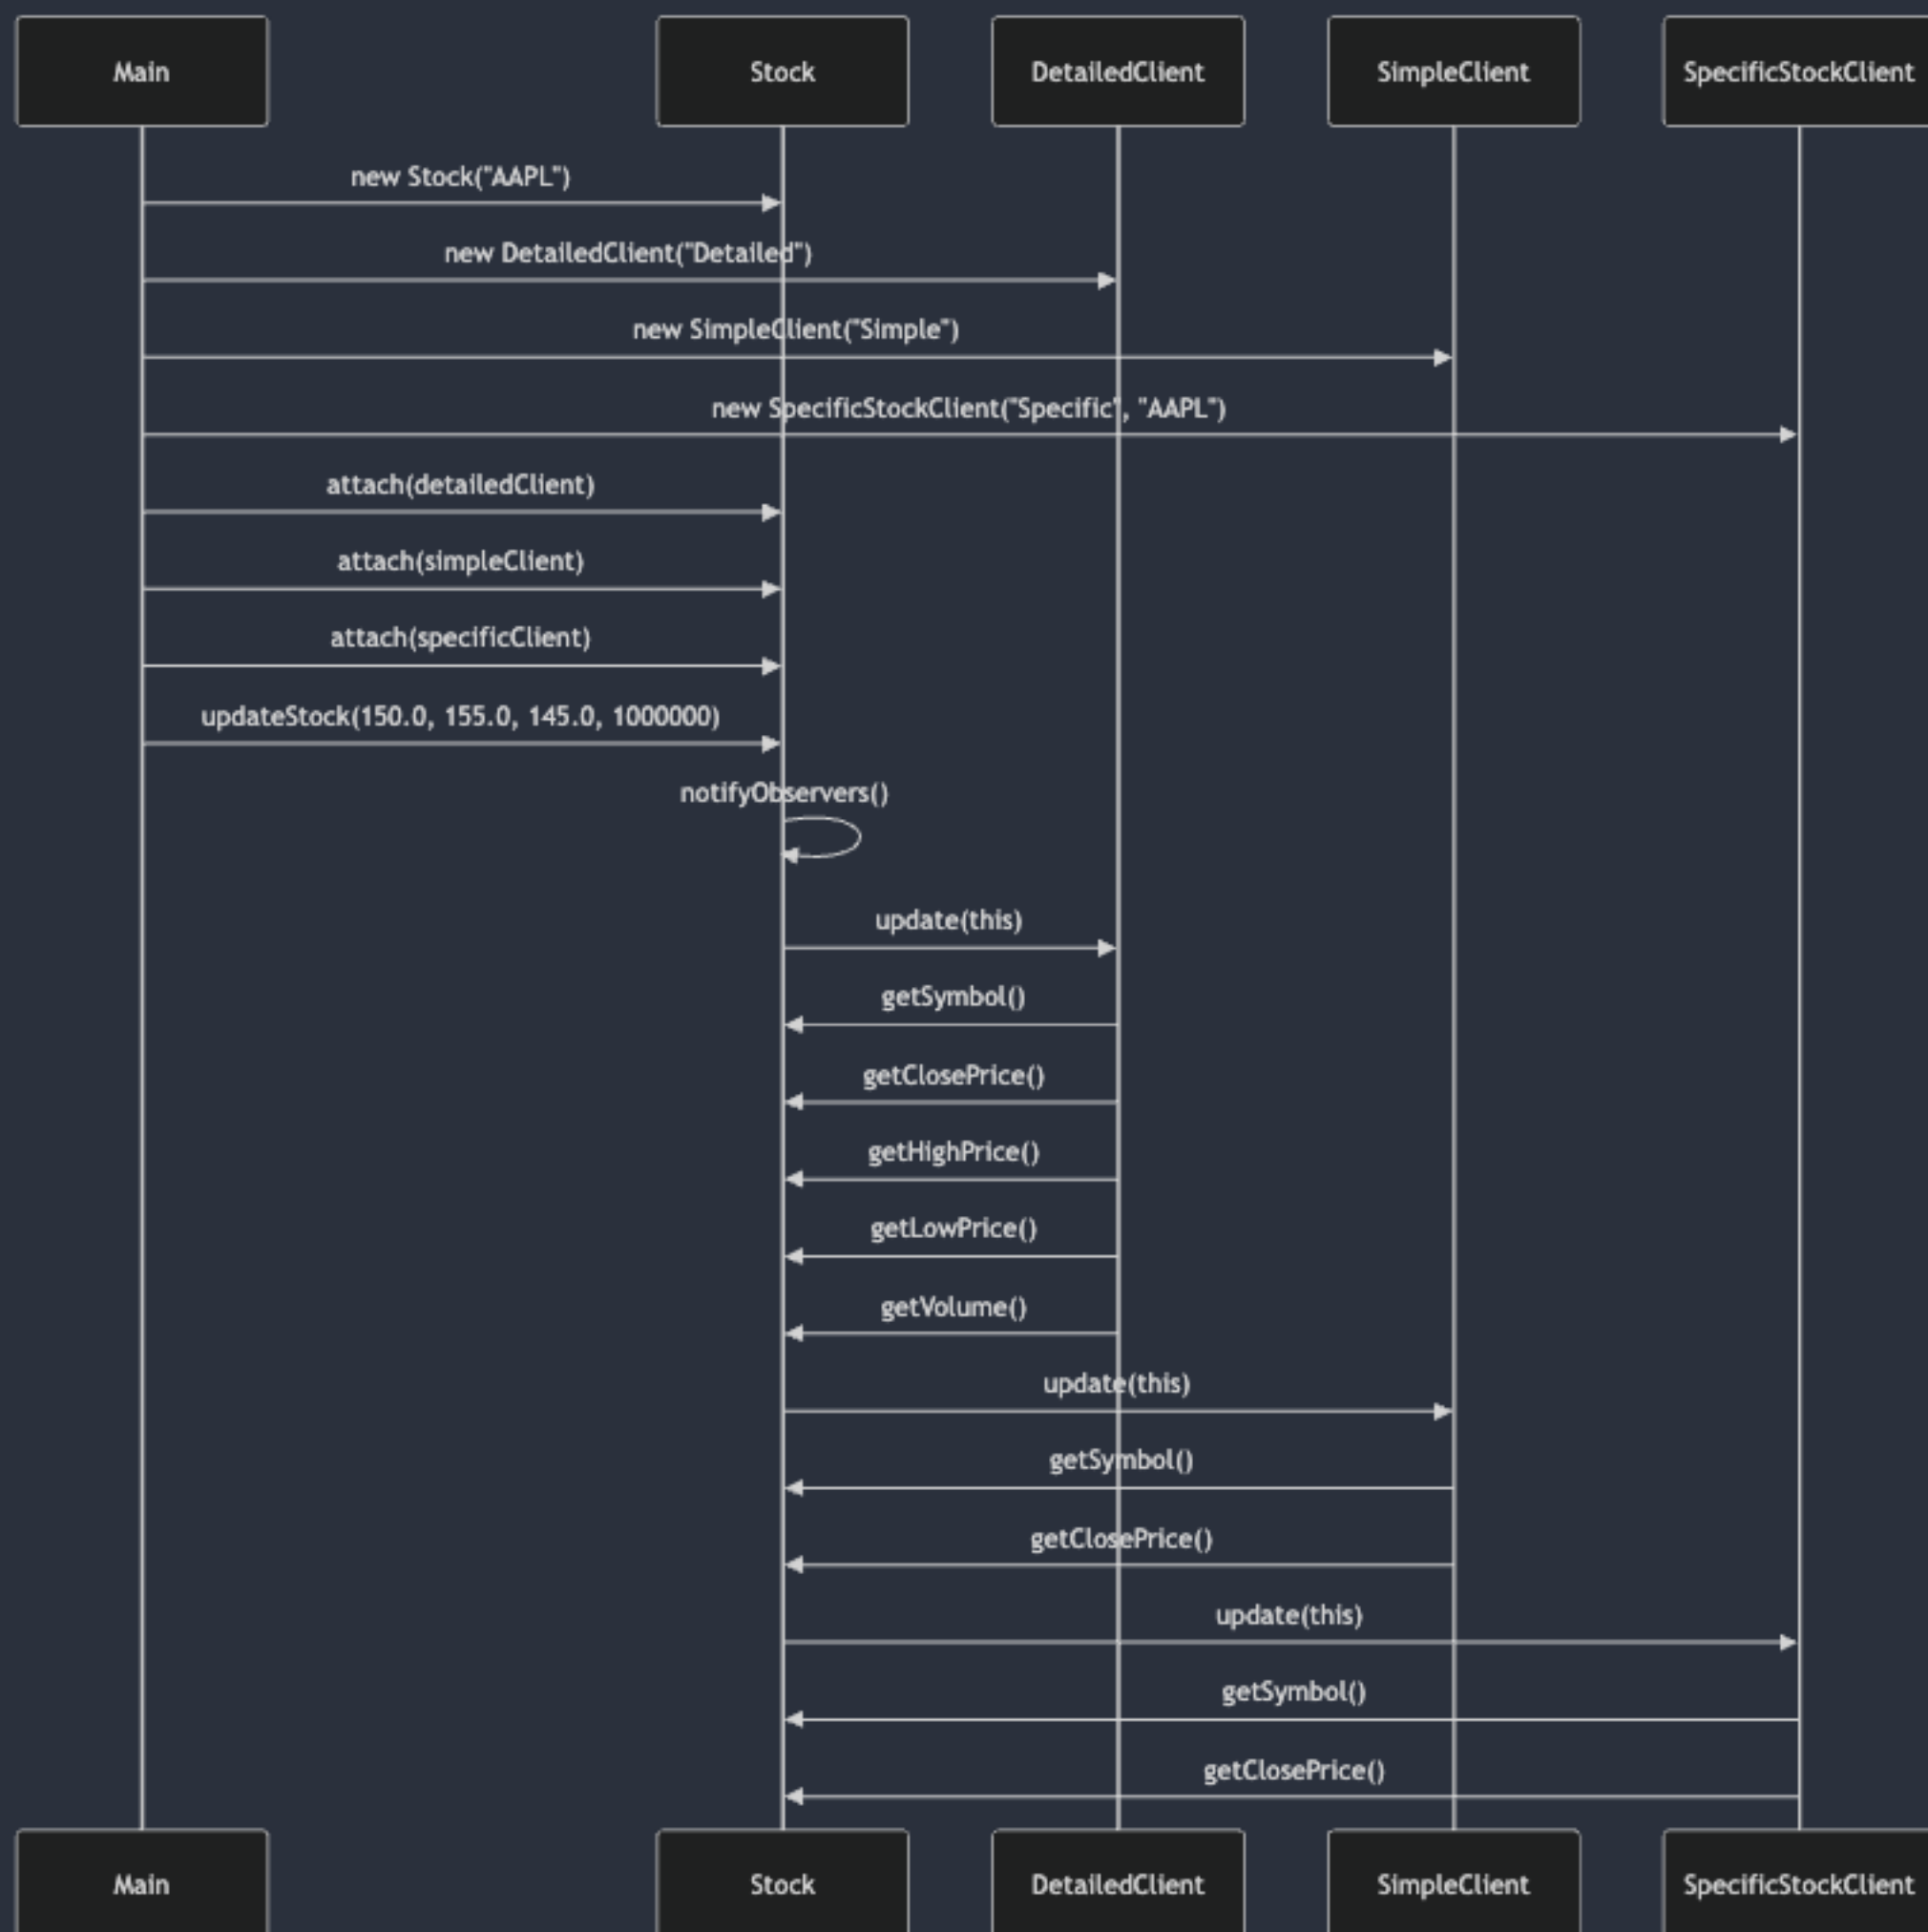 Main
Stock
DetailedClient
SimpleClient
SpecificStockClient
new Stock("AAPL")
new DetailedClient("Detailed")
new SimpleClient("Simple")
new SpecificStockClient("Specific", "AAPL")
attach(detailedClient)
attach(simpleClient)
attach(specificClient)
updateStock(150.0, 155.0, 145.0, 1000000)
notifyObservers()
update(this)
getSymbol()
getClosePrice()
getHighPrice()
getLowPrice()
getVolume()
update(this)
getSymbol()
getClosePrice()
update(this)
getSymbol()
getClosePrice()
Main
Stock
DetailedClient
SimpleClient
SpecificStockClient